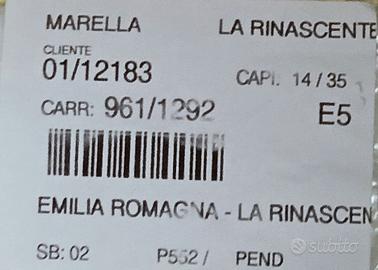 MARELLA LA RINASCENTE
CLIENTE
01/12183 CAPI. 14/35
CARR: 961/1292 E5
EMILIA ROMAGNA - LA RINASCEN
SB: 02 P552/ PEND
subito